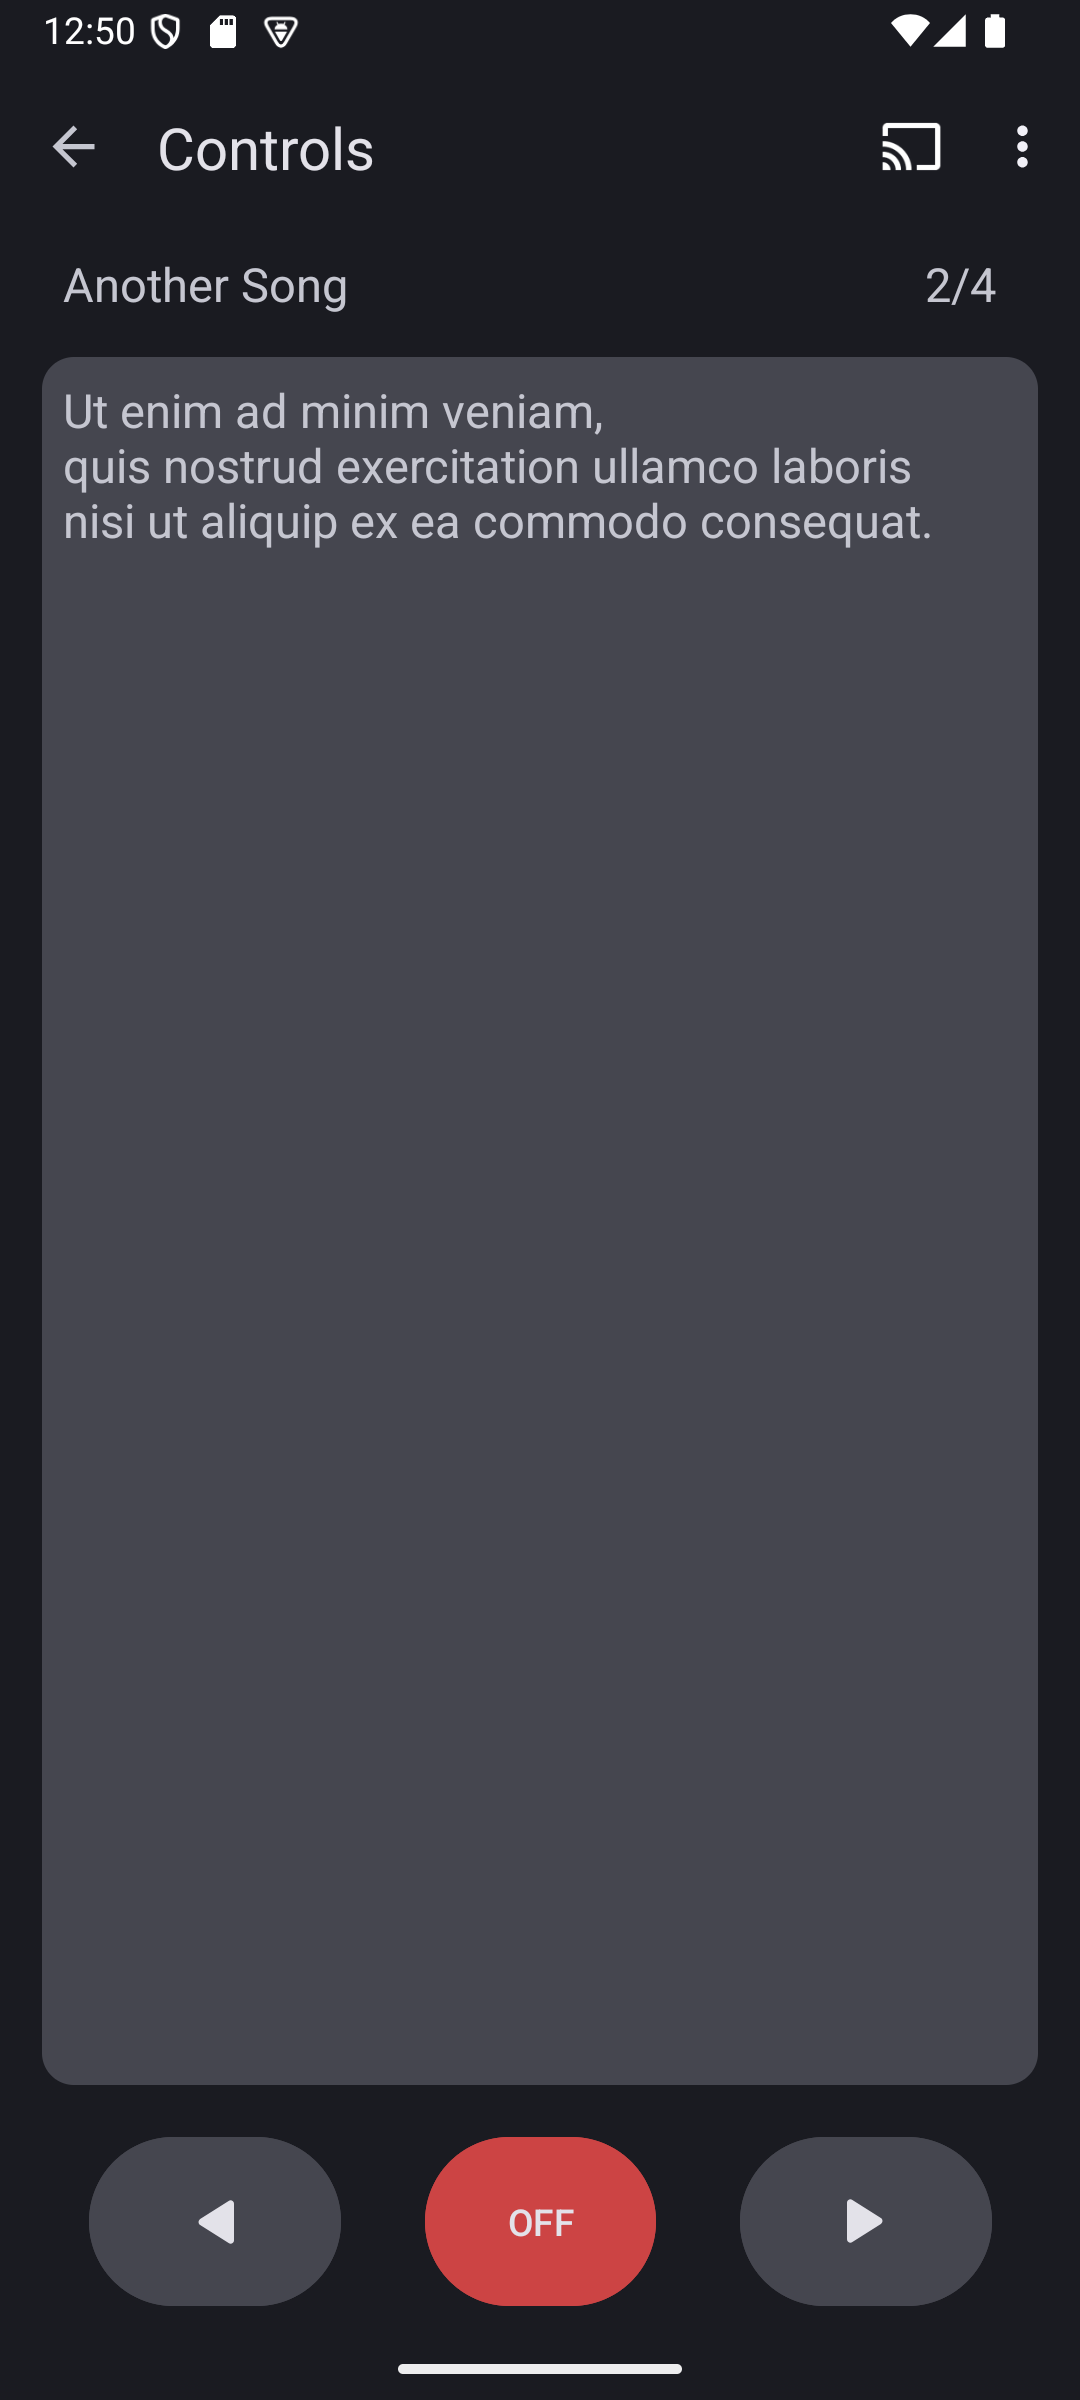 12:50
Controls
Another Song
2/4
Ut enim ad minim veniam,
quis nostrud exercitation ullamco laboris
nisi ut aliquip ex ea commodo consequat.
OFF